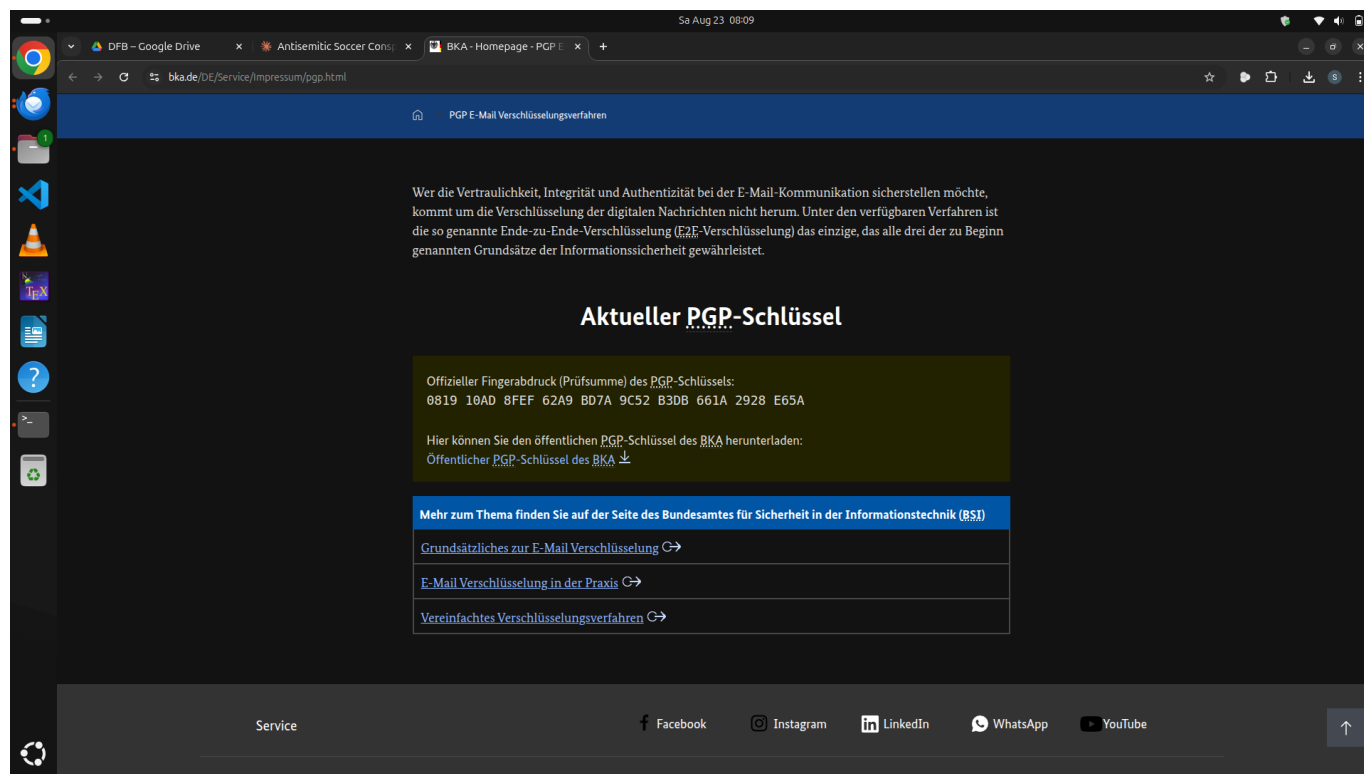 Sa Aug 23 08:09
DFB – Google Drive
Antisemitic Soccer Consp
BKA - Homepage - PGP E
bka.de/DE/Service/Impressum/pgp.html
S
1
PGP E-Mail Verschlüsselungsverfahren
Wer die Vertraulichkeit, Integrität und Authentizität bei der E-Mail-Kommunikation sicherstellen möchte,
kommt um die Verschlüsselung der digitalen Nachrichten nicht herum. Unter den verfügbaren Verfahren ist
die so genannte Ende-zu-Ende-Verschlüsselung (E2E-Verschlüsselung) das einzige, das alle drei der zu Beginn
genannten Grundsätze der Informationssicherheit gewährleistet.
TEX
Aktueller PGP-Schlüssel
Offizieller Fingerabdruck (Prüfsumme) des PGP-Schlüssels:
0819 10AD 8FEF 62A9 BD7A 9C52 B3DB 661A 2928 E65A
Hier können Sie den öffentlichen PGP-Schlüssel des BKA herunterladen:
Öffentlicher PGP-Schlüssel des BKA
Mehr zum Thema finden Sie auf der Seite des Bundesamtes für Sicherheit in der Informationstechnik (BSI)
Grundsätzliches zur E-Mail Verschlüsselung
E-Mail Verschlüsselung in der Praxis
Vereinfachtes Verschlüsselungsverfahren
Service
Facebook
Instagram
LinkedIn
WhatsApp
YouTube